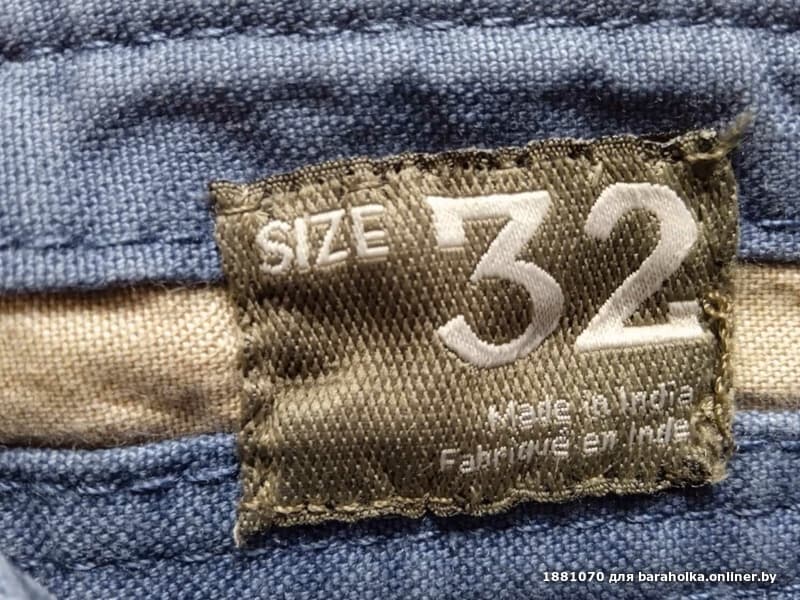 SIZE 32
Made in India
Fabriqué en Inde
1881070 для baraholka.onliner.by